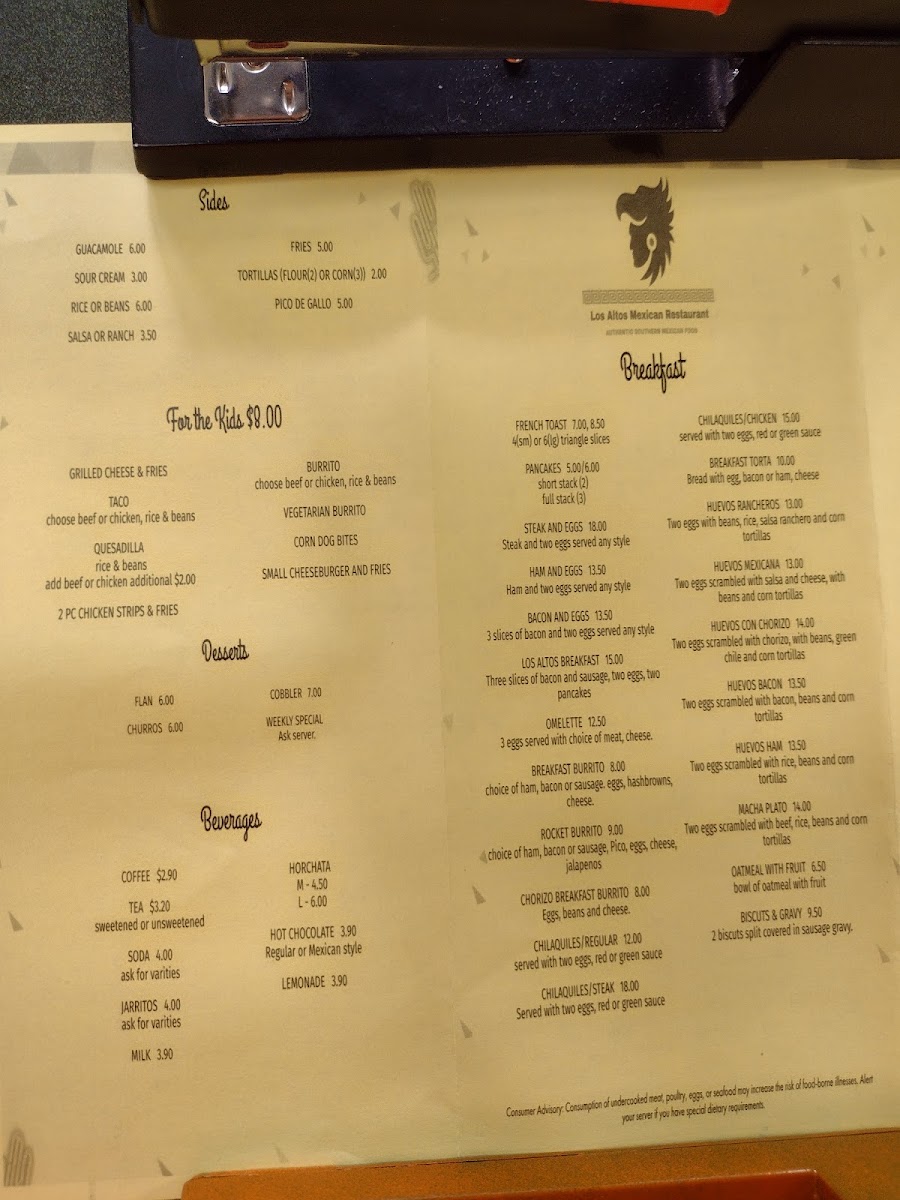 Sides
GUACAMOLE 6.00
SOUR CREAM 3.00
RICE OR BEANS 6.00
SALSA OR RANCH 3.50
FRIES 5.00
TORTILLAS (FLOUR(2) OR CORN(3)) 2.00
PICO DE GALLO 5.00
For the Kids $8.00
GRILLED CHEESE & FRIES
TACO
choose beef or chicken, rice & beans
QUESADILLA
rice & beans
add beef or chicken additional $2.00
2 PC CHICKEN STRIPS & FRIES
BURRITO
choose beef or chicken, rice & beans
VEGETARIAN BURRITO
CORN DOG BITES
SMALL CHEESEBURGER AND FRIES
Desserts
FLAN 6.00
CHURROS 6.00
COBBLER 7.00
WEEKLY SPECIAL
Ask server.
Beverages
COFFEE $2.90
TEA $3.20
sweetened or unsweetened
SODA 4.00
ask for varities
JARRITOS 4.00
ask for varities
MILK 3.90
HORCHATA
M - 4.50
L - 6.00
HOT CHOCOLATE 3.90
Regular or Mexican style
LEMONADE 3.90
Los Altos Mexican Restaurant
AUTHENTIC SOUTHERN MEXICAN FOOD
Breakfast
FRENCH TOAST 7.00, 8.50
4(sm) or 6(lg) triangle slices
PANCAKES 5.00/6.00
short stack (2)
full stack (3)
STEAK AND EGGS 18.00
Steak and two eggs served any style
HAM AND EGGS 13.50
Ham and two eggs served any style
BACON AND EGGS 13.50
3 slices of bacon and two eggs served any style
LOS ALTOS BREAKFAST 15.00
Three slices of bacon and sausage, two eggs, two
pancakes
OMELETTE 12.50
3 eggs served with choice of meat, cheese.
BREAKFAST BURRITO 8.00
choice of ham, bacon or sausage. eggs, hashbrowns,
cheese.
ROCKET BURRITO 9.00
choice of ham, bacon or sausage, Pico, eggs, cheese,
jalapenos
CHORIZO BREAKFAST BURRITO 8.00
Eggs, beans and cheese.
CHILAQUILES/REGULAR 12.00
served with two eggs, red or green sauce
CHILAQUILES/STEAK 18.00
Served with two eggs, red or green sauce
CHILAQUILES/CHICKEN 15.00
served with two eggs, red or green sauce
BREAKFAST TORTA 10.00
Bread with egg, bacon or ham, cheese
HUEVOS RANCHEROS 13.00
Two eggs with beans, rice, salsa ranchero and corn
tortillas
HUEVOS MEXICANA 13.00
Two eggs scrambled with salsa and cheese, with
beans and corn tortillas
HUEVOS CON CHORIZO 14.00
Two eggs scrambled with chorizo, with beans, green
chile and corn tortillas
HUEVOS BACON 13.50
Two eggs scrambled with bacon, beans and corn
tortillas
HUEVOS HAM 13.50
Two eggs scrambled with rice, beans and corn
tortillas
MACHA PLATO 14.00
Two eggs scrambled with beef, rice, beans and corn
tortillas
OATMEAL WITH FRUIT 6.50
bowl of oatmeal with fruit
BISCUITS & GRAVY 9.50
2 biscuts split covered in sausage gravy.
Consumer Advisory: Consumption of undercooked meat, poultry, eggs, or seafood may increase the risk of food-borne illnesses. Alert
your server if you have special dietary requirements.